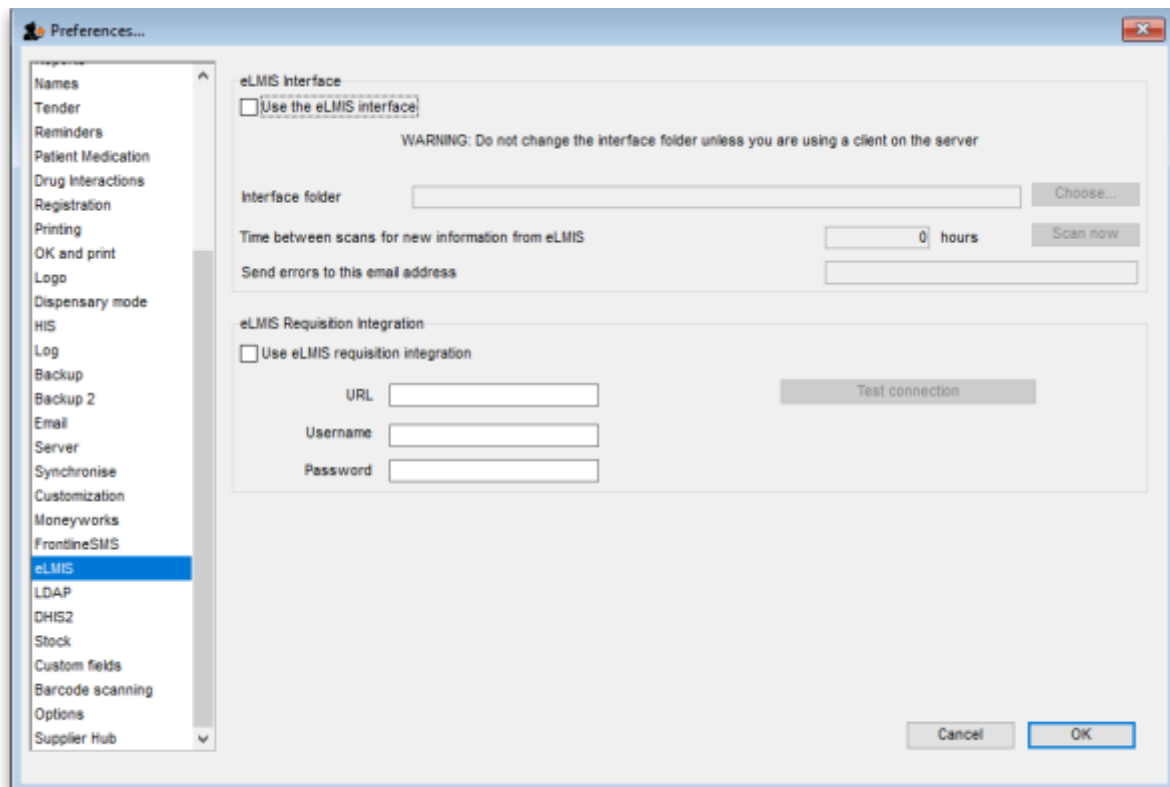 Preferences...
Names
Tender
Reminders
Patient Medication
Drug Interactions
Registration
Printing
OK and print
Logo
Dispensary mode
HIS
Log
Backup
Backup 2
Email
Server
Synchronise
Customization
Moneyworks
FrontlineSMS
eLMIS
LDAP
DHIS2
Stock
Custom fields
Barcode scanning
Options
Supplier Hub
eLMIS Interface
Use the eLMIS interface
WARNING: Do not change the interface folder unless you are using a client on the server
Interface folder Choose...
Time between scans for new information from eLMIS 0 hours Scan now
Send errors to this email address
eLMIS Requisition Integration
Use eLMIS requisition integration
URL Test connection
Username
Password
Cancel OK